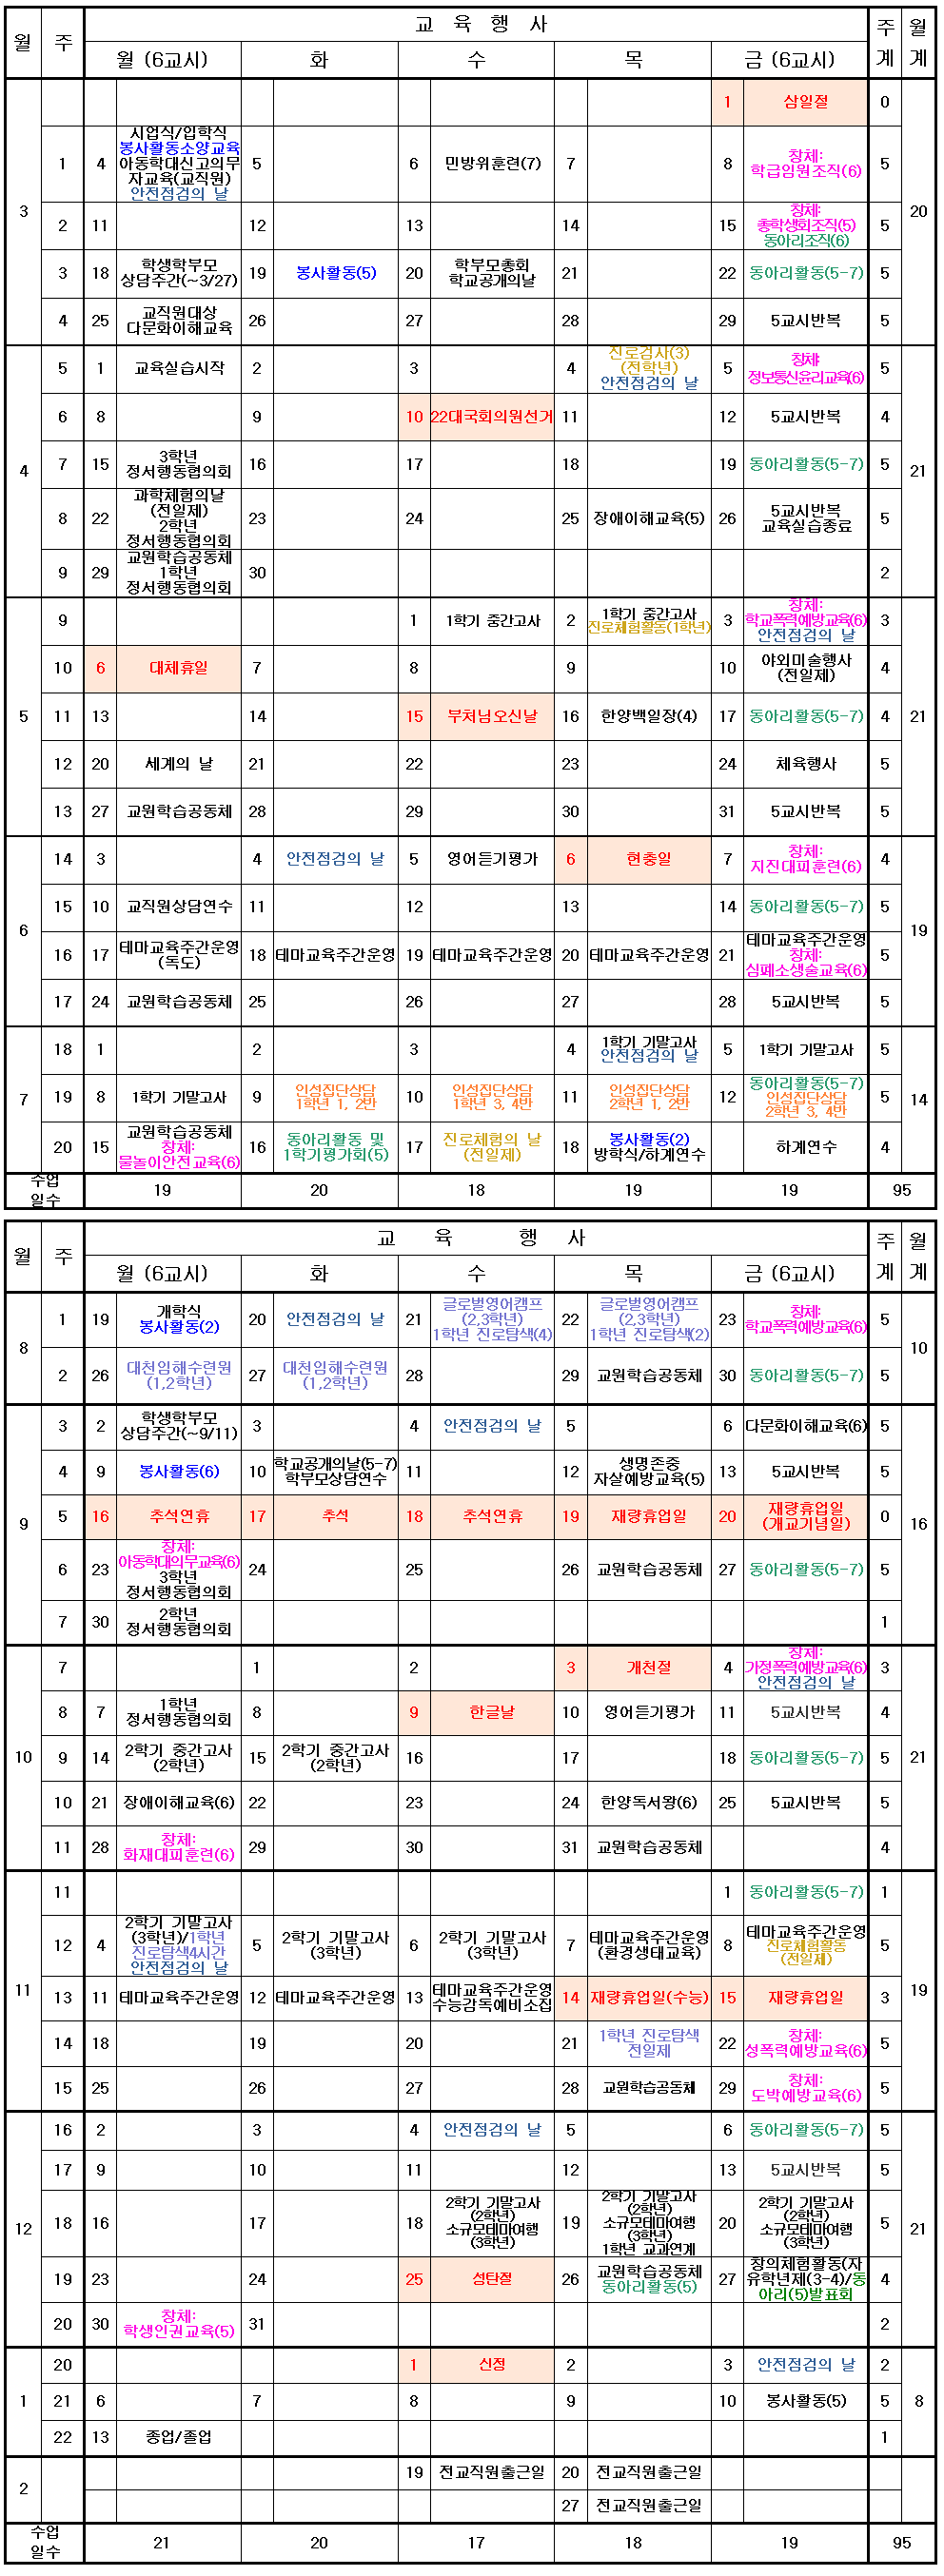 월 주 교 육 행 사 주계 월계
월 (6교시) 화 수 목 금 (6교시)
3 1 삼일절 0 20
1 4 시업식/입학식
봉사활동소양교육
아동학대신고의무
자교육(교직원)
안전점검의 날
5 6 민방위훈련(7) 7 8 창체:
학급임원조직(6) 5
2 11 12 13 14 15 창체:
총학생회조직(5)
동아리조직(6) 5
3 18 학생학부모
상담주간(~3/27)
19 봉사활동(5) 20 학부모총회
학교공개의날
21 22 동아리활동(5-7) 5
4 25 교직원대상
다문화이해교육
26 27 28 29 5교시반복 5
4 5 1 교육실습시작 2 3 4 진로검사(3)
(전학년)
안전점검의 날
5 창체:
정보통신윤리교육(6) 5 21
6 8 9 10 22대국회의원선거 11 12 5교시반복 4
7 15 3학년
정서행동협의회
16 17 18 19 동아리활동(5-7) 5
8 22 과학체험의날
(전일제)
2학년
정서행동협의회
23 24 25 장애이해교육(5) 26 5교시반복
교육실습종료 5
9 29 교원학습공동체
1학년
정서행동협의회
30 2
5 9 1 1학기 중간고사 2 1학기 중간고사
진로체험활동(1학년)
3 창체:
학교폭력예방교육(6)
안전점검의 날 3 21
10 6 대체휴일 7 8 9 10 야외미술행사
(전일제) 4
11 13 14 15 부처님오신날 16 한양백일장(4) 17 동아리활동(5-7) 4
12 20 세계의 날 21 22 23 24 체육행사 5
13 27 교원학습공동체 28 29 30 31 5교시반복 5
6 14 3 4 안전점검의 날 5 영어듣기평가 6 현충일 7 창체:
지진대피훈련(6) 4 19
15 10 교직원상담연수 11 12 13 14 동아리활동(5-7) 5
16 17 테마교육주간운영
(독도)
18 테마교육주간운영 19 테마교육주간운영 20 테마교육주간운영 21 테마교육주간운영
창체:
심폐소생술교육(6) 5
17 24 교원학습공동체 25 26 27 28 5교시반복 5
7 18 1 2 3 4 1학기 기말고사
안전점검의 날
5 1학기 기말고사 5 14
19 8 1학기 기말고사 9 인성집단상담
1학년 1, 2반
10 인성집단상담
1학년 3, 4반
11 인성집단상담
2학년 1, 2반
12 동아리활동(5-7)
인성집단상담
2학년 3, 4반 5
20 15 교원학습공동체
창체:
물놀이안전교육(6)
16 동아리활동 및
1학기평가회(5)
17 진로체험의 날
(전일제)
18 봉사활동(2)
방학식/하계연수
하계연수 4
수업
일수 19 20 18 19 19 95
월 주 교 육 행 사 주계 월계
월 (6교시) 화 수 목 금 (6교시)
8 1 19 개학식
봉사활동(2)
20 안전점검의 날 21 글로벌영어캠프
(2,3학년)
1학년 진로탐색(4)
22 글로벌영어캠프
(2,3학년)
1학년 진로탐색(2)
23 창체:
학교폭력예방교육(6) 5 10
2 26 대천임해수련원
(1,2학년)
27 대천임해수련원
(1,2학년)
28 29 교원학습공동체 30 동아리활동(5-7) 5
9 3 2 학생학부모
상담주간(~9/11)
3 4 안전점검의 날 5 6 다문화이해교육(6) 5 16
4 9 봉사활동(6) 10 학교공개의날(5-7)
학부모상담연수
11 12 생명존중
자살예방교육(5)
13 5교시반복 5
5 16 추석연휴 17 추석 18 추석연휴 19 재량휴업일 20 재량휴업일
(개교기념일) 0
6 23 창체:
아동학대의무교육(6)
3학년
정서행동협의회
24 25 26 교원학습공동체 27 동아리활동(5-7) 5
7 30 2학년
정서행동협의회 1
10 7 1 2 3 개천절 4 창체:
가정폭력예방교육(6)
안전점검의 날 3 21
8 7 1학년
정서행동협의회
8 9 한글날 10 영어듣기평가 11 5교시반복 4
9 14 2학기 중간고사
(2학년)
15 2학기 중간고사
(2학년)
16 17 18 동아리활동(5-7) 5
10 21 장애이해교육(6) 22 23 24 한양독서왕(6) 25 5교시반복 5
11 28 창체:
화재대피훈련(6)
29 30 31 교원학습공동체 4
11 11 1 동아리활동(5-7) 1 19
12 4 2학기 기말고사
(3학년)/1학년
진로탐색4시간
안전점검의 날
5 2학기 기말고사
(3학년)
6 2학기 기말고사
(3학년)
7 테마교육주간운영
(환경생태교육)
8 테마교육주간운영
진로체험활동
(전일제) 5
13 11 테마교육주간운영 12 테마교육주간운영 13 테마교육주간운영
수능감독예비소집
14 재량휴업일(수능) 15 재량휴업일 3
14 18 19 20 21 1학년 진로탐색
전일제
22 창체:
성폭력예방교육(6) 5
15 25 26 27 28 교원학습공동체 29 창체:
도박예방교육(6) 5
12 16 2 3 4 안전점검의 날 5 6 동아리활동(5-7) 5 21
17 9 10 11 12 13 5교시반복 5
18 16 17 18 2학기 기말고사
(2학년)
소규모테마여행
(3학년)
19 2학기 기말고사
(2학년)
소규모테마여행
(3학년)
1학년 교과연계
20 2학기 기말고사
(2학년)
소규모테마여행
(3학년) 5
19 23 24 25 성탄절 26 교원학습공동체
동아리활동(5)
27 창의체험활동(자
유학년제(3-4)/동
아리(5)발표회 4
20 30 창체:
학생인권교육(5)
31 2
1 20 1 신정 2 3 안전점검의 날 2 8
21 6 7 8 9 10 봉사활동(5) 5
22 13 종업/졸업 1
2 19 전교직원출근일 20 전교직원출근일
27 전교직원출근일
수업
일수 21 20 17 18 19 95